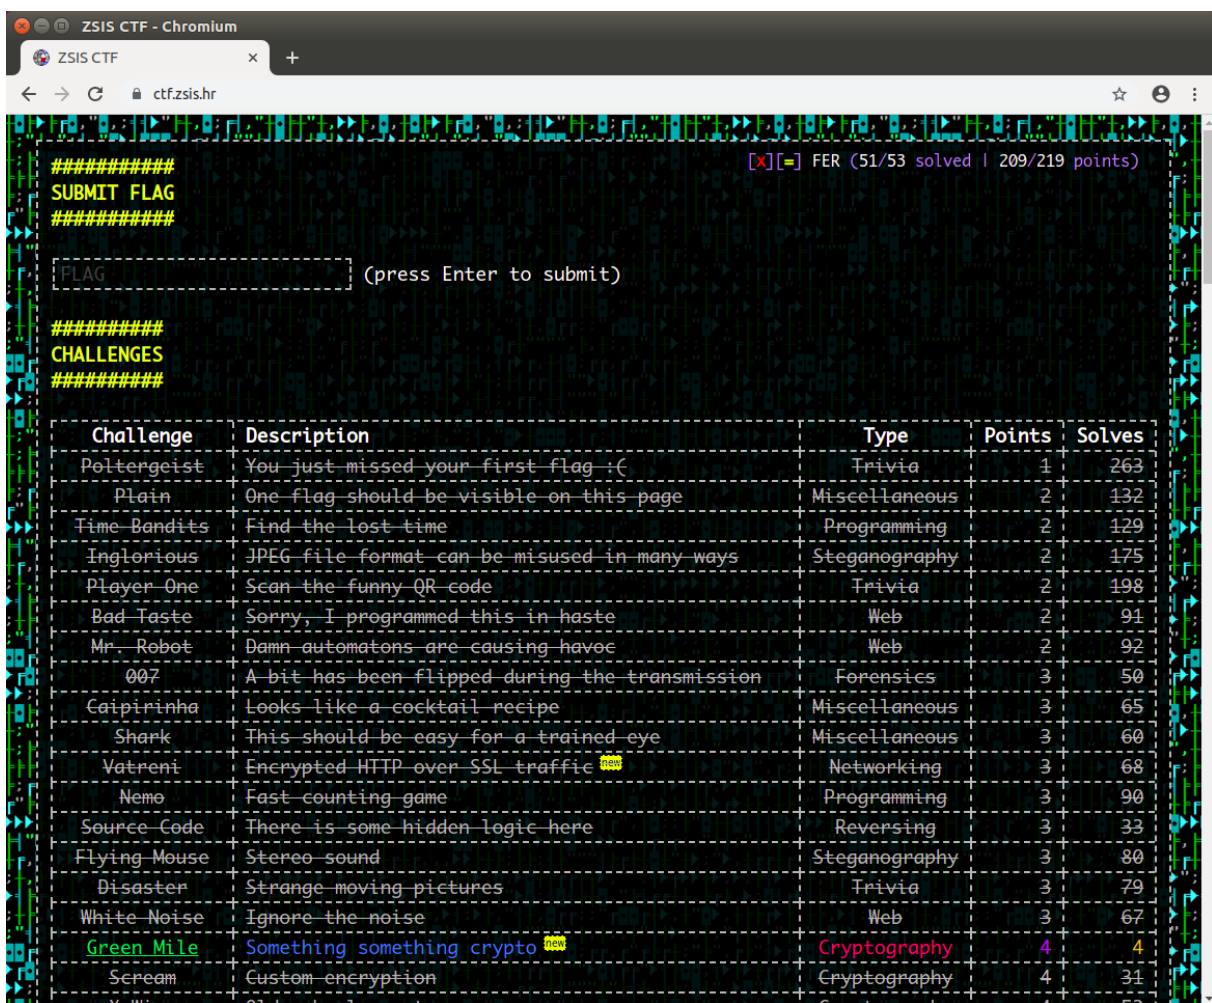 ZSIS CTF - Chromium
ZSIS CTF × +
ctf.zsis.hr
[x][=] FER (51/53 solved | 209/219 points)
###########
SUBMIT FLAG
###########
FLAG (press Enter to submit)
##########
CHALLENGES
##########
Challenge Description Type Points Solves
Poltergeist You just missed your first flag :( Trivia 1 263
Plain One flag should be visible on this page Miscellaneous 2 132
Time Bandits Find the lost time Programming 2 129
Inglorious JPEG file format can be misused in many ways Steganography 2 175
Player One Scan the funny QR code Trivia 2 198
Bad Taste Sorry, I programmed this in haste Web 2 91
Mr. Robot Damn automatons are causing havoc Web 2 92
007 A bit has been flipped during the transmission Forensics 3 50
Caipirinha Looks like a cocktail recipe Miscellaneous 3 65
Shark This should be easy for a trained eye Miscellaneous 3 60
Vatreni Encrypted HTTP over SSL traffic new Networking 3 68
Nemo Fast counting game Programming 3 90
Source Code There is some hidden logic here Reversing 3 33
Flying Mouse Stereo sound Steganography 3 80
Disaster Strange moving pictures Trivia 3 79
White Noise Ignore the noise Web 3 67
Green Mile Something something crypto new Cryptography 4 4
Scream Custom encryption Cryptography 4 31